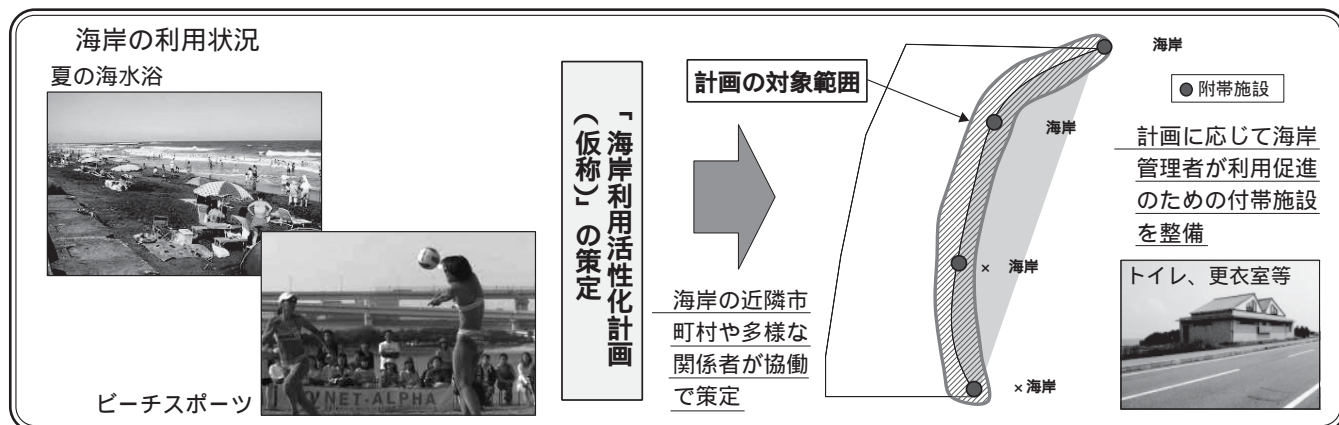 海岸の利用状況
夏の海水浴
ビーチスポーツ
NET-ALPHA
「海岸利用活性化計画
(仮称)」の策定
海岸の近隣市
町村や多様な
関係者が協働
で策定
計画の対象範囲
海岸
海岸
×海岸
×海岸
●附帯施設
計画に応じて海岸
管理者が利用促進
のための付帯施設
を整備
トイレ、更衣室等